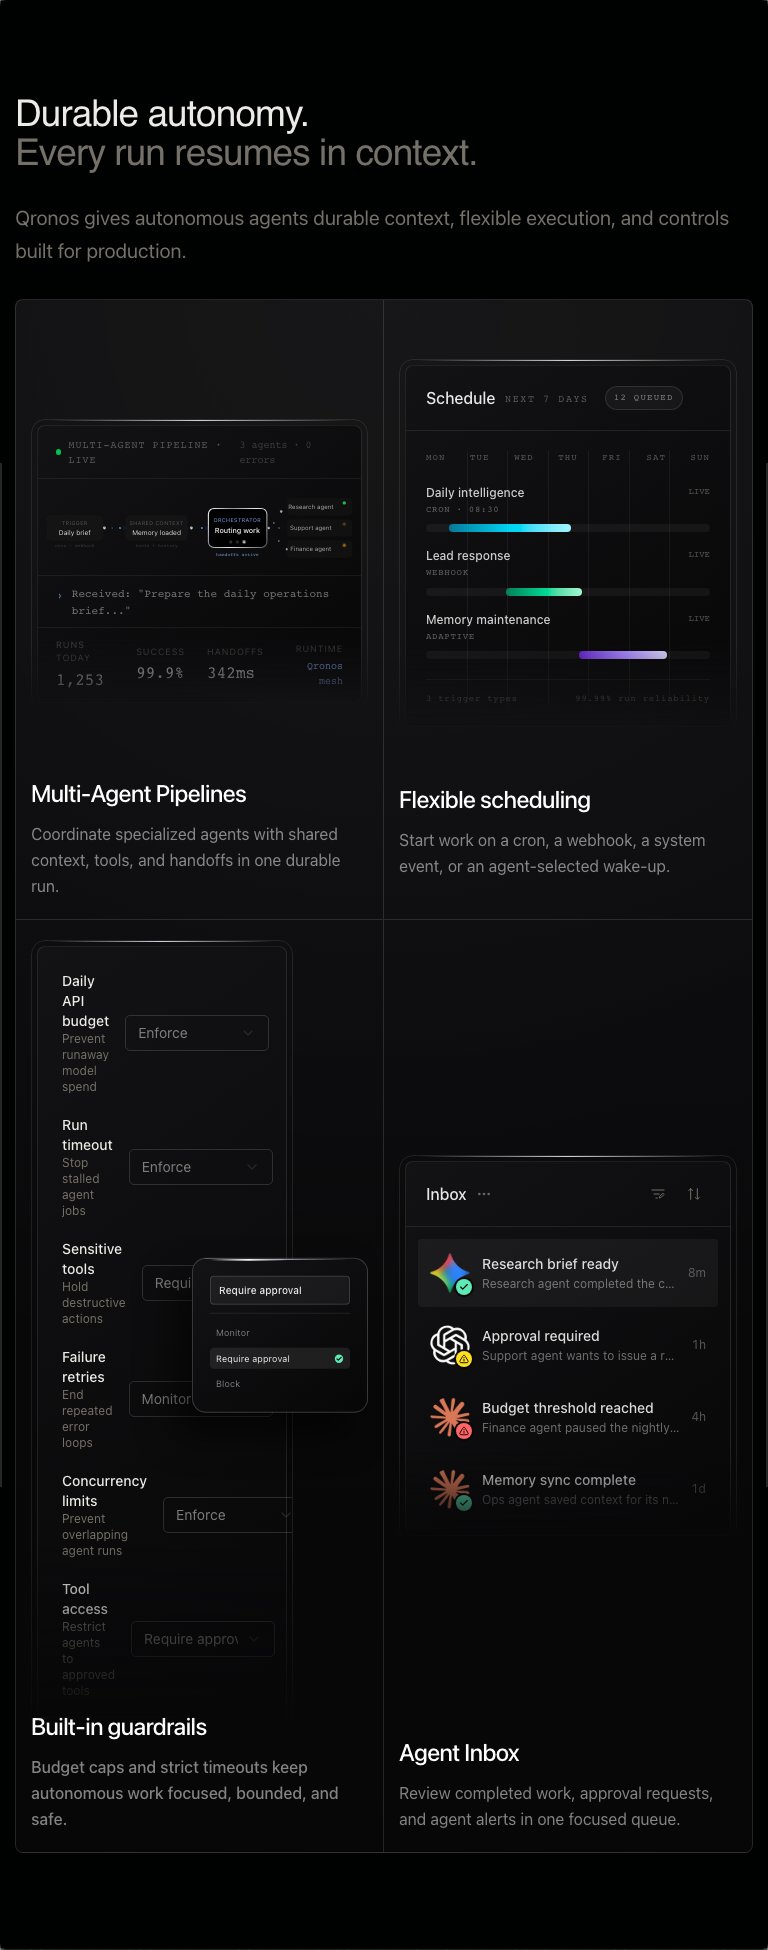 Durable autonomy.
Every run resumes in context.
Qronos gives autonomous agents durable context, flexible execution, and controls
built for production.
MULTI-AGENT PIPELINE ·
LIVE
3 agents · 0
errors
TRIGGER
Daily brief
SHARED CONTEXT
Memory loaded
ORCHESTRATOR
Routing work
handoffs active
Research agent
Support agent
Finance agent
› Received: "Prepare the daily operations
brief..."
RUNS
TODAY
1,253
SUCCESS
99.9%
HANDOFFS
342ms
RUNTIME
Qronos
mesh
Multi-Agent Pipelines
Coordinate specialized agents with shared
context, tools, and handoffs in one durable
run.
Schedule NEXT 7 DAYS 12 QUEUED
MON TUE WED THU FRI SAT SUN
Daily intelligence LIVE
CRON · 08:30
Lead response LIVE
WEBHOOK
Memory maintenance LIVE
ADAPTIVE
3 trigger types 99.99% run reliability
Flexible scheduling
Start work on a cron, a webhook, a system
event, or an agent-selected wake-up.
Daily
API
budget
Prevent
runaway
model
spend
Enforce
Run
timeout
Stop
stalled
agent
jobs
Enforce
Sensitive
tools
Hold
destructive
actions
Requi
Failure
retries
End
repeated
error
loops
Monitor
Concurrency
limits
Prevent
overlapping
agent runs
Enforce
Tool
access
Restrict
agents
to
approved
tools
Require approv
Require approval
Monitor
Require approval
Block
Built-in guardrails
Budget caps and strict timeouts keep
autonomous work focused, bounded, and
safe.
Inbox ···
Research brief ready
Research agent completed the c...
8m
Approval required
Support agent wants to issue a r...
1h
Budget threshold reached
Finance agent paused the nightly...
4h
Memory sync complete
Ops agent saved context for its n...
1d
Agent Inbox
Review completed work, approval requests,
and agent alerts in one focused queue.